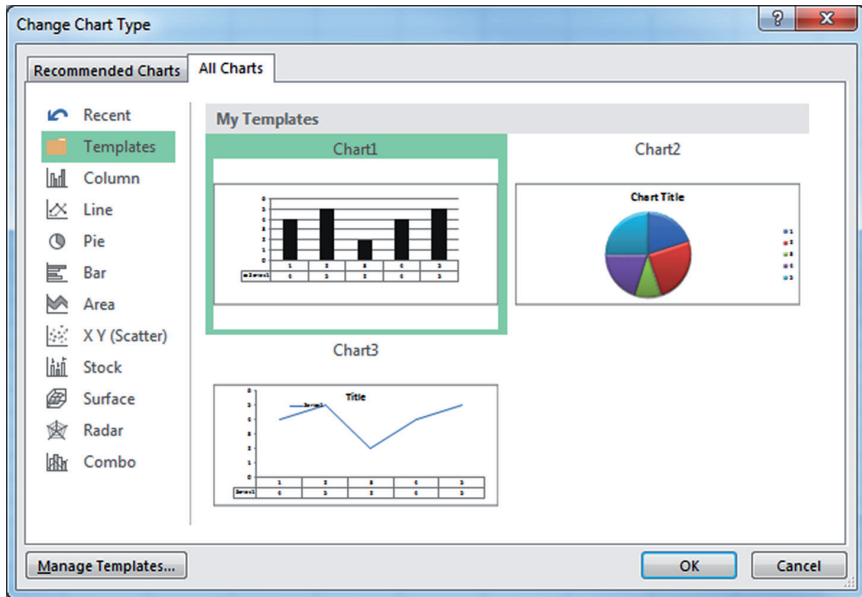 Change Chart Type
Recommended Charts
All Charts
Recent
Templates
Column
Line
Pie
Bar
Area
X Y (Scatter)
Stock
Surface
Radar
Combo
My Templates
Chart1
Chart2
Chart Title
Chart3
Title
Manage Templates...
OK
Cancel